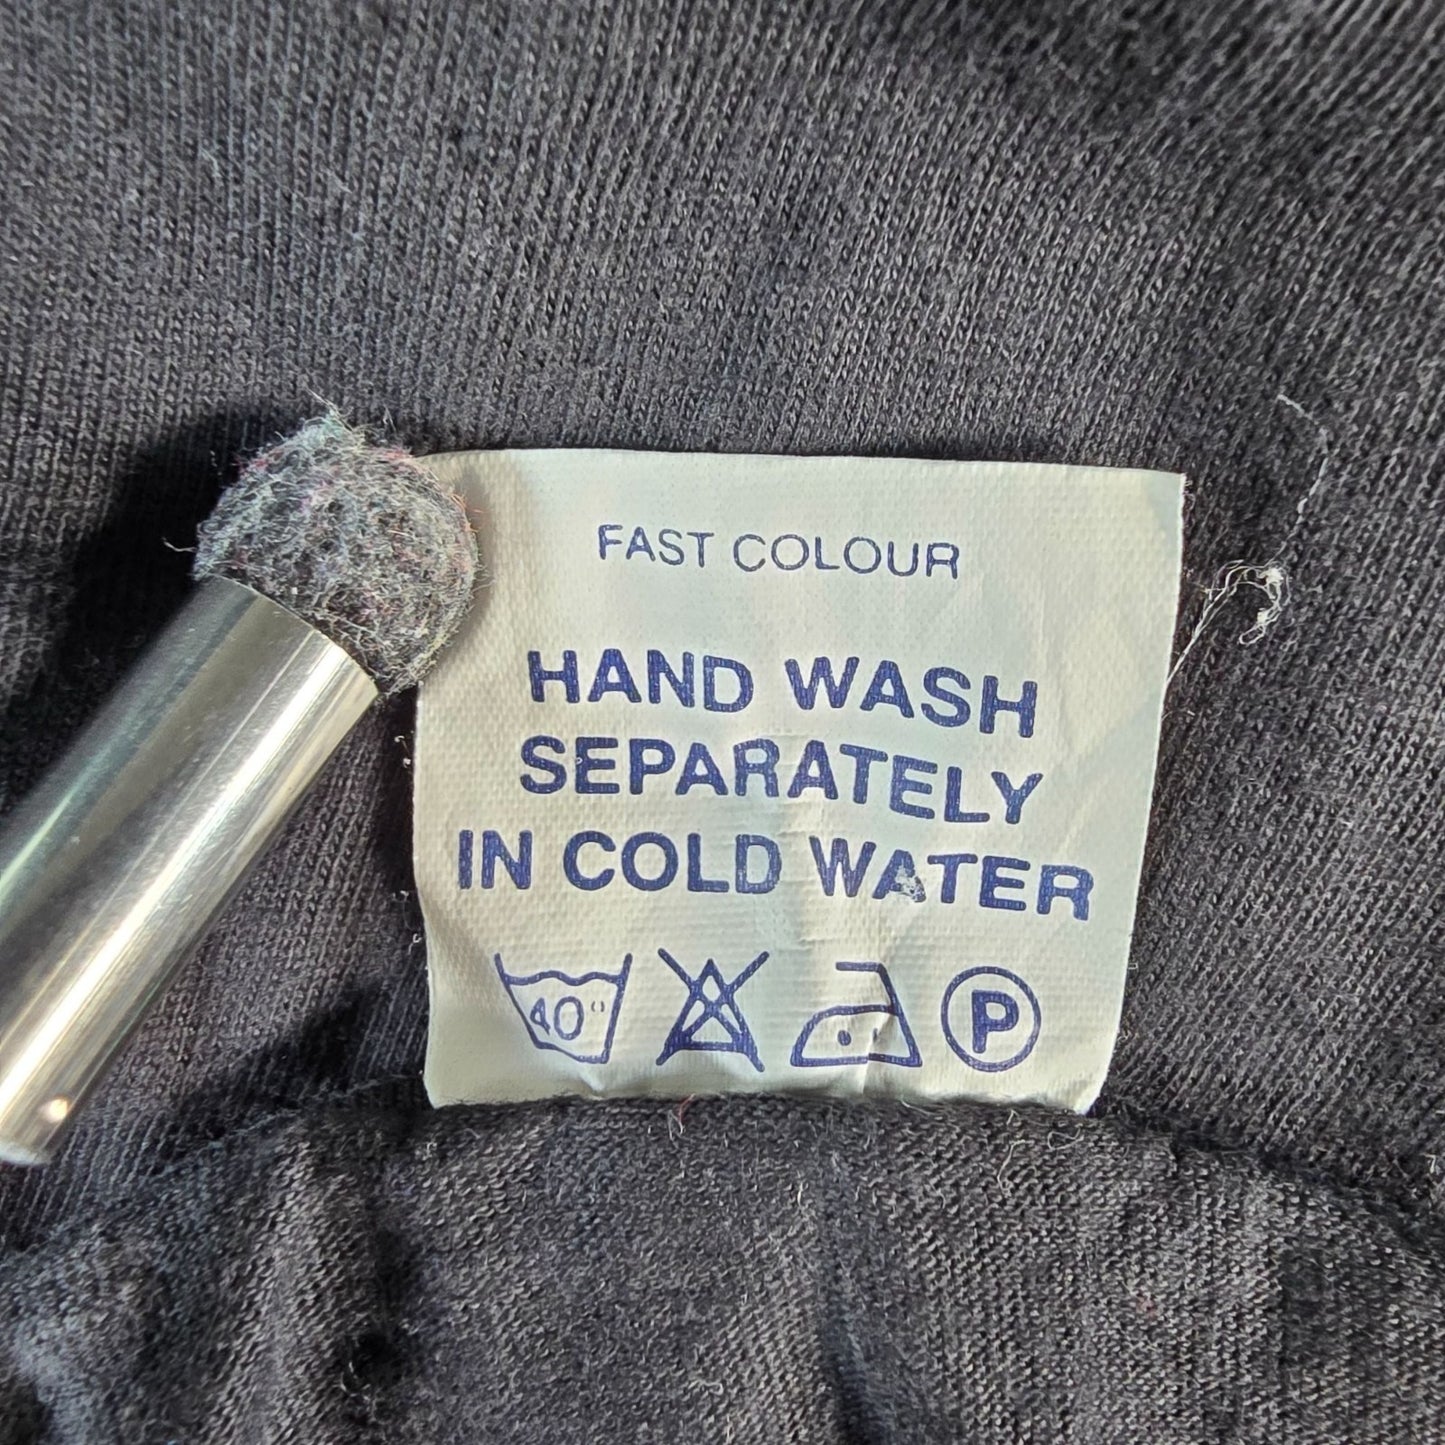 FAST COLOUR
HAND WASH
SEPARATELY
IN COLD WATER
40° P